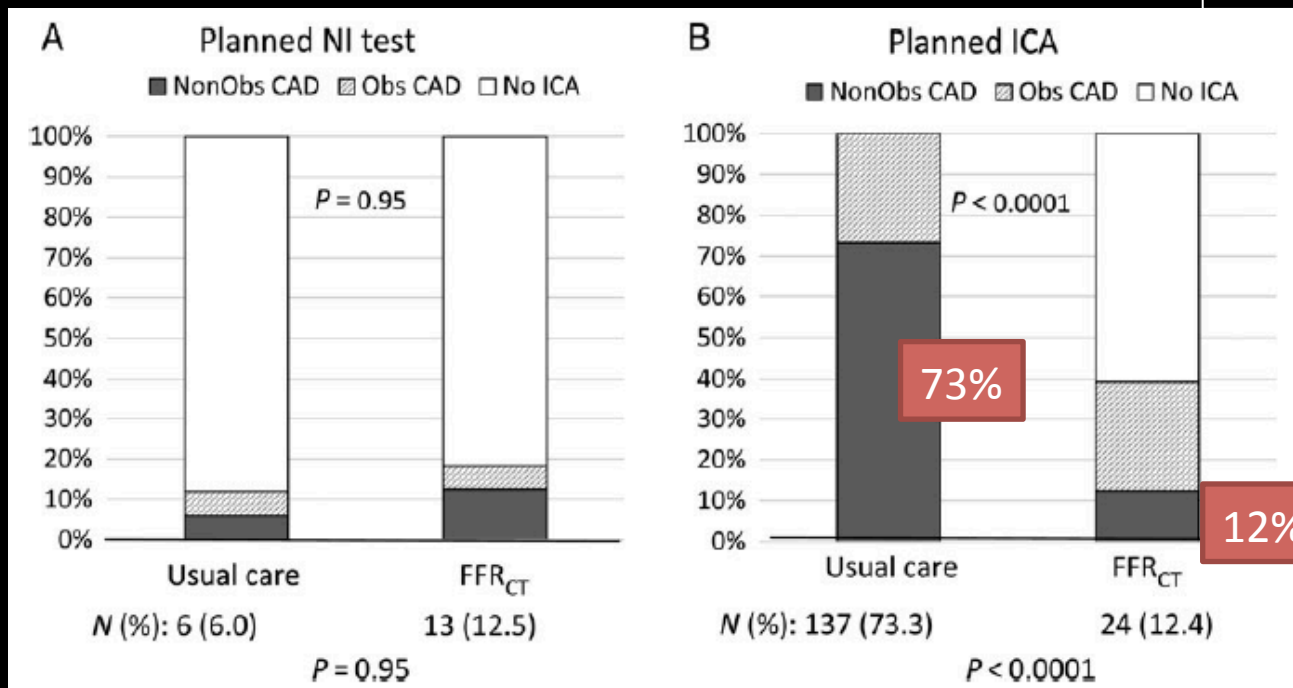 A Planned NI test
NonObs CAD Obs CAD No ICA
100%
90%
80%
70%
60%
50%
40%
30%
20%
10%
0%
P = 0.95
Usual care FFRCT
N (%): 6 (6.0) 13 (12.5)
P = 0.95
B Planned ICA
NonObs CAD Obs CAD No ICA
100%
90%
80%
70%
60%
50%
40%
30%
20%
10%
0%
P < 0.0001
73%
12%
Usual care FFRCT
N (%): 137 (73.3) 24 (12.4)
P < 0.0001